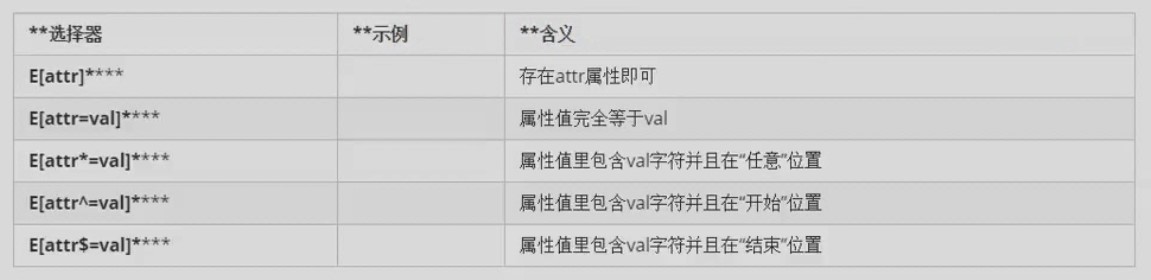 **选择器 **示例 **含义
E[attr]**** 存在attr属性即可
E[attr=val]**** 属性值完全等于val
E[attr*=val]**** 属性值里包含val字符并且在“任意”位置
E[attr^=val]**** 属性值里包含val字符并且在“开始”位置
E[attr$=val]**** 属性值里包含val字符并且在“结束”位置